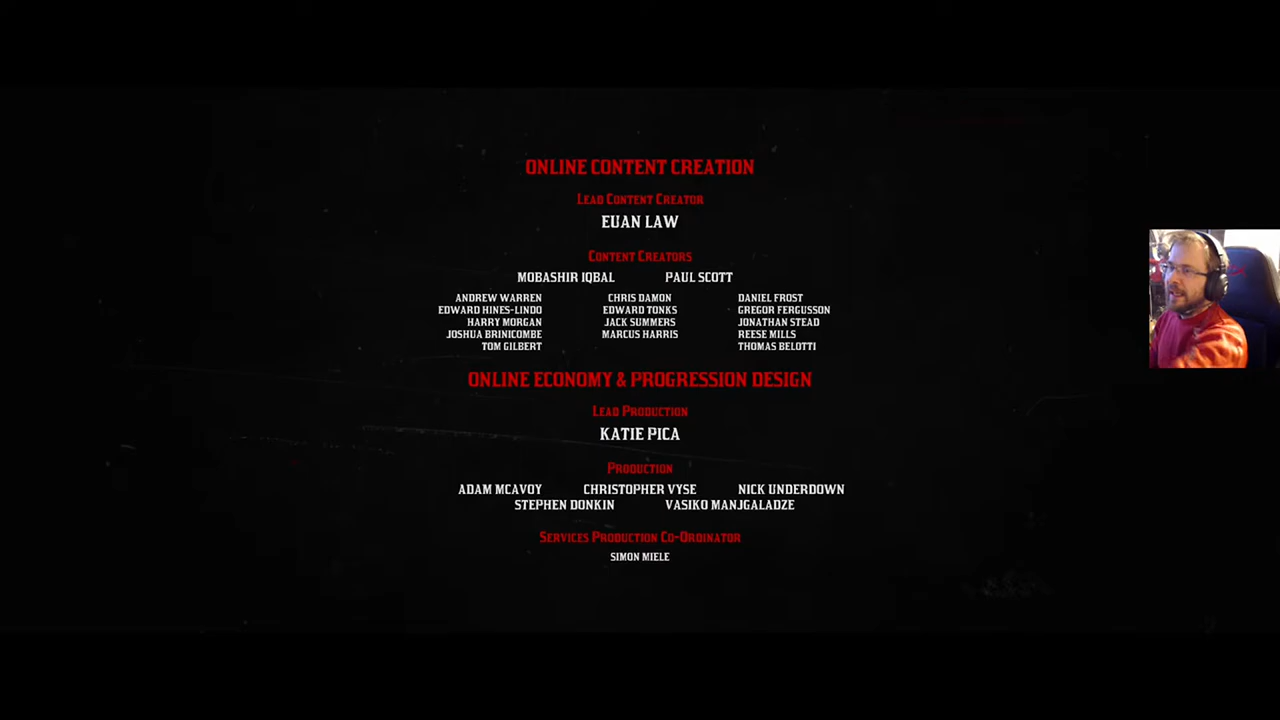 ONLINE CONTENT CREATION
LEAD CONTENT CREATOR
EUAN LAW
CONTENT CREATORS
MOBASHIR IQBAL PAUL SCOTT
ANDREW WARREN CHRIS DAMON DANIEL FROST
EDWARD HINES-LINDO EDWARD TONKS GREGOR FERGUSSON
HARRY MORGAN JACK SUMMERS JONATHAN STEAD
JOSHUA BRINICOMBE MARCUS HARRIS REESE MILLS
TOM GILBERT THOMAS BELOTTI
ONLINE ECONOMY & PROGRESSION DESIGN
LEAD PRODUCTION
KATIE PICA
PRODUCTION
ADAM MCAVOY CHRISTOPHER VYSE NICK UNDERDOWN
STEPHEN DONKIN VASIKO MANJGALADZE
SERVICES PRODUCTION CO-ORDINATOR
SIMON MIELE